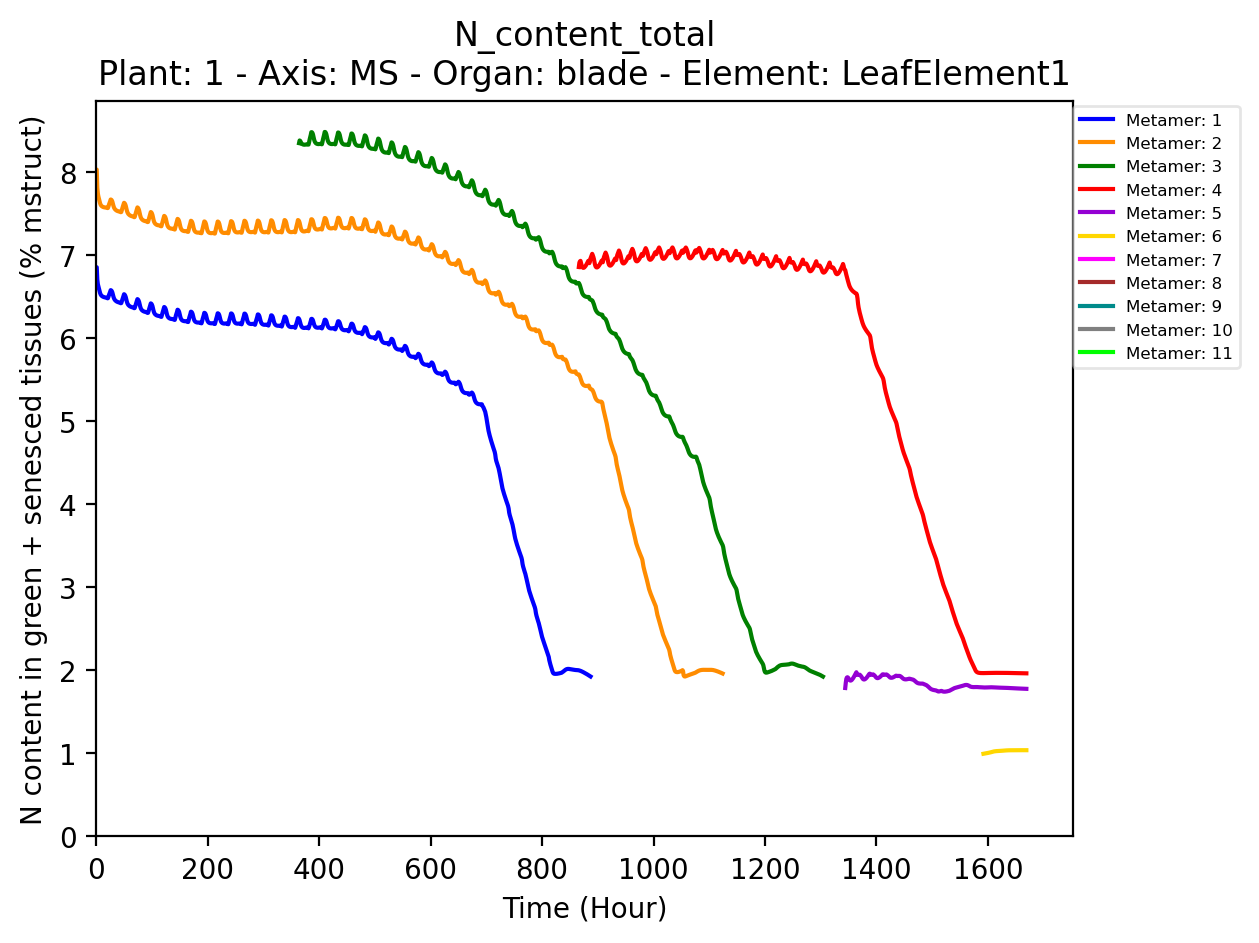 N_content_total
Plant: 1 - Axis: MS - Organ: blade - Element: LeafElement1
N content in green + senesced tissues (% mstruct)
8
7
6
5
4
3
2
1
0
0 200 400 600 800 1000 1200 1400 1600
Time (Hour)
Metamer: 1
Metamer: 2
Metamer: 3
Metamer: 4
Metamer: 5
Metamer: 6
Metamer: 7
Metamer: 8
Metamer: 9
Metamer: 10
Metamer: 11